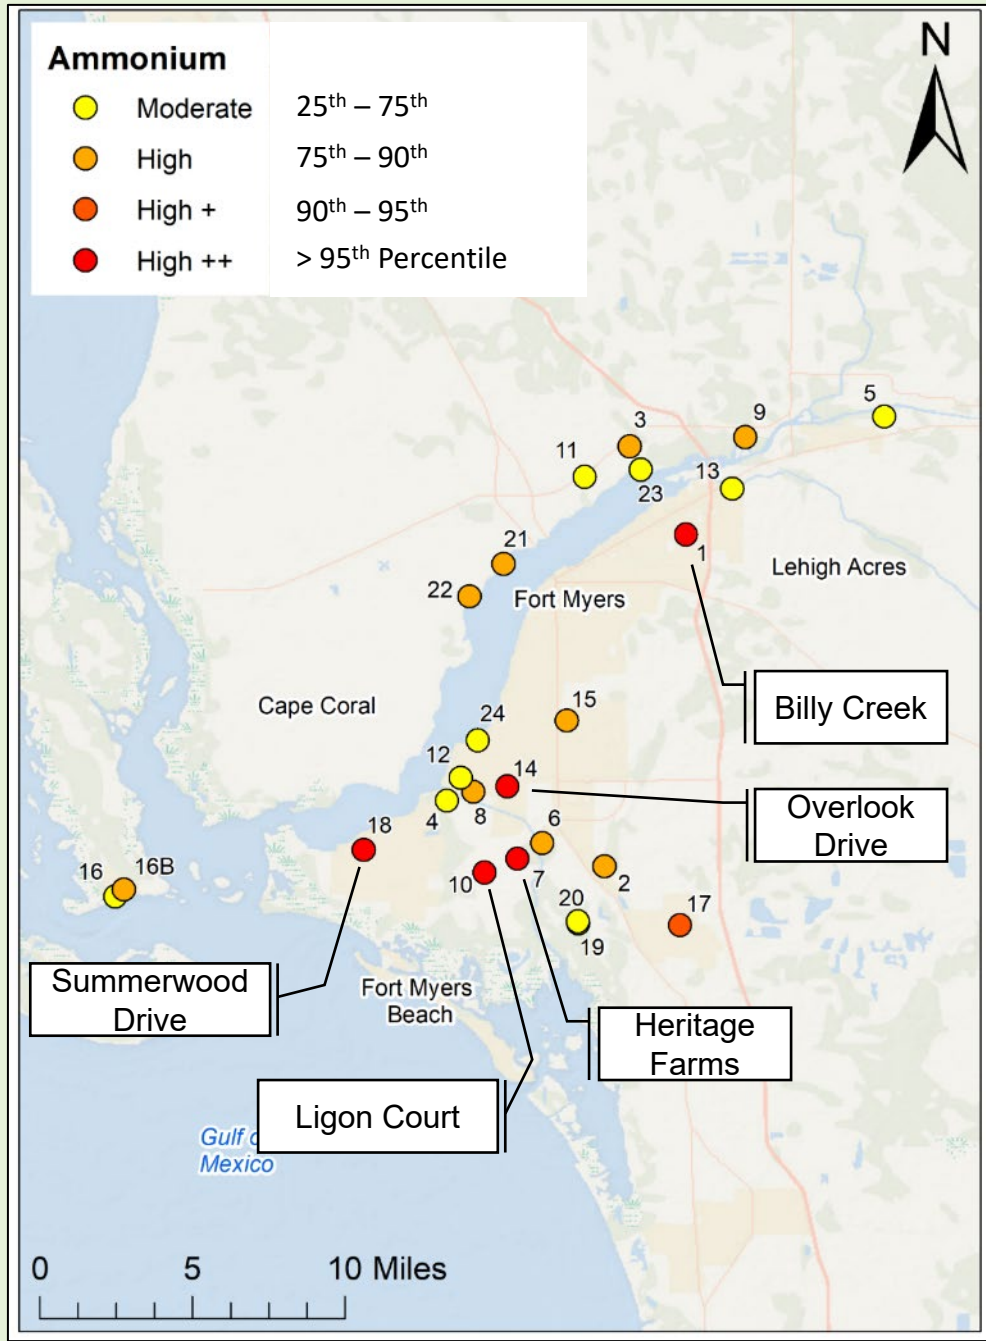 N
Ammonium
Moderate 25th – 75th
High 75th – 90th
High + 90th – 95th
High ++ > 95th Percentile
5
9
3
11
23
13
1
21
22
Lehigh Acres
Fort Myers
Billy Creek
Cape Coral
15
24
12
14
4
8
Overlook
Drive
18
6
16
16B
10
7
2
20
19
17
Summerwood
Drive
Fort Myers
Beach
Heritage
Farms
Ligon Court
Gulf
Mexico
0 5 10 Miles